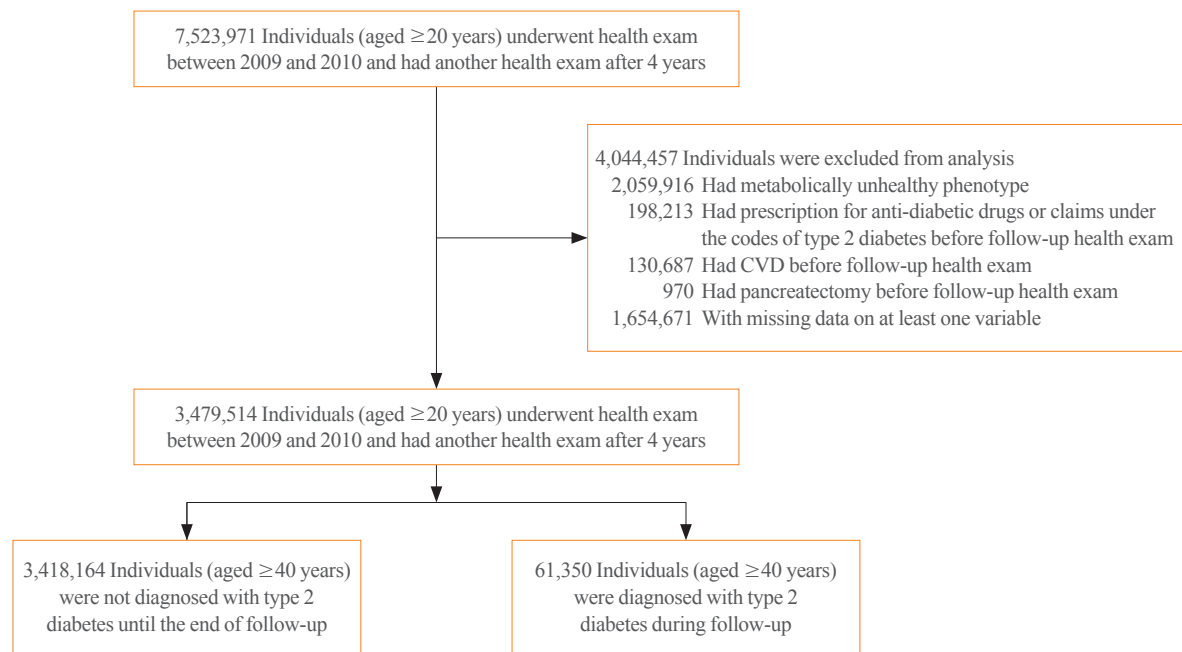 7,523,971 Individuals (aged ≥20 years) underwent health exam
between 2009 and 2010 and had another health exam after 4 years
4,044,457 Individuals were excluded from analysis
2,059,916 Had metabolically unhealthy phenotype
198,213 Had prescription for anti-diabetic drugs or claims under
the codes of type 2 diabetes before follow-up health exam
130,687 Had CVD before follow-up health exam
970 Had pancreatectomy before follow-up health exam
1,654,671 With missing data on at least one variable
3,479,514 Individuals (aged ≥20 years) underwent health exam
between 2009 and 2010 and had another health exam after 4 years
3,418,164 Individuals (aged ≥40 years)
were not diagnosed with type 2
diabetes until the end of follow-up
61,350 Individuals (aged ≥40 years)
were diagnosed with type 2
diabetes during follow-up